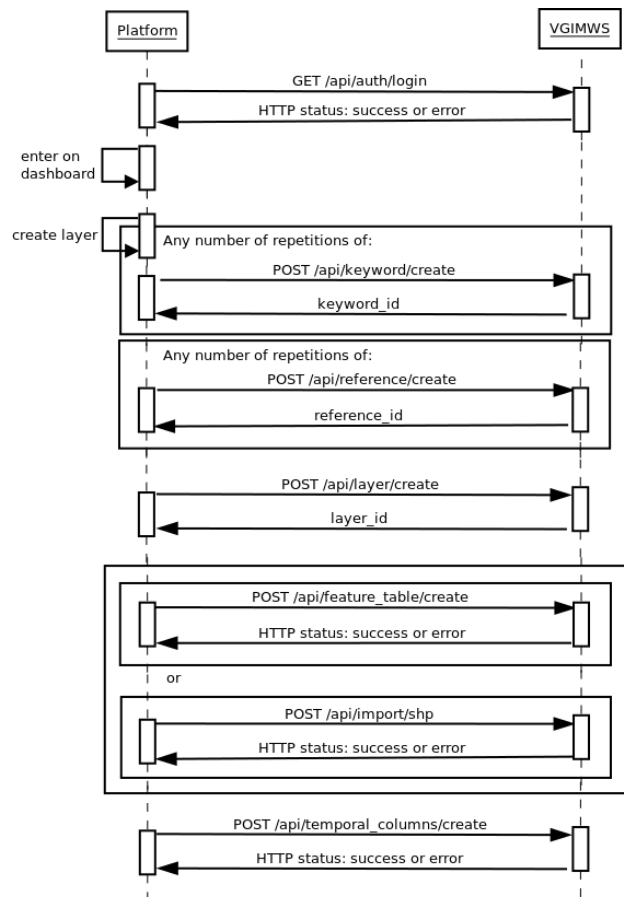 Platform
VGIMWS
GET /api/auth/login
HTTP status: success or error
enter on
dashboard
create layer
Any number of repetitions of:
POST /api/keyword/create
keyword_id
Any number of repetitions of:
POST /api/reference/create
reference_id
POST /api/layer/create
layer_id
POST /api/feature_table/create
HTTP status: success or error
or
POST /api/import/shp
HTTP status: success or error
POST /api/temporal_columns/create
HTTP status: success or error